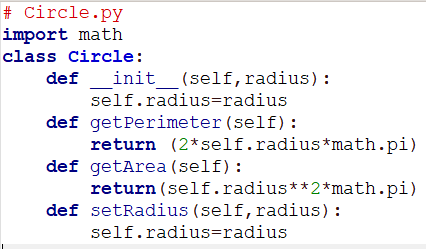 # Circle.py
import math
class Circle:
    def __init__(self,radius):
        self.radius=radius
    def getPerimeter(self):
        return (2*self.radius*math.pi)
    def getArea(self):
        return(self.radius**2*math.pi)
    def setRadius(self,radius):
        self.radius=radius